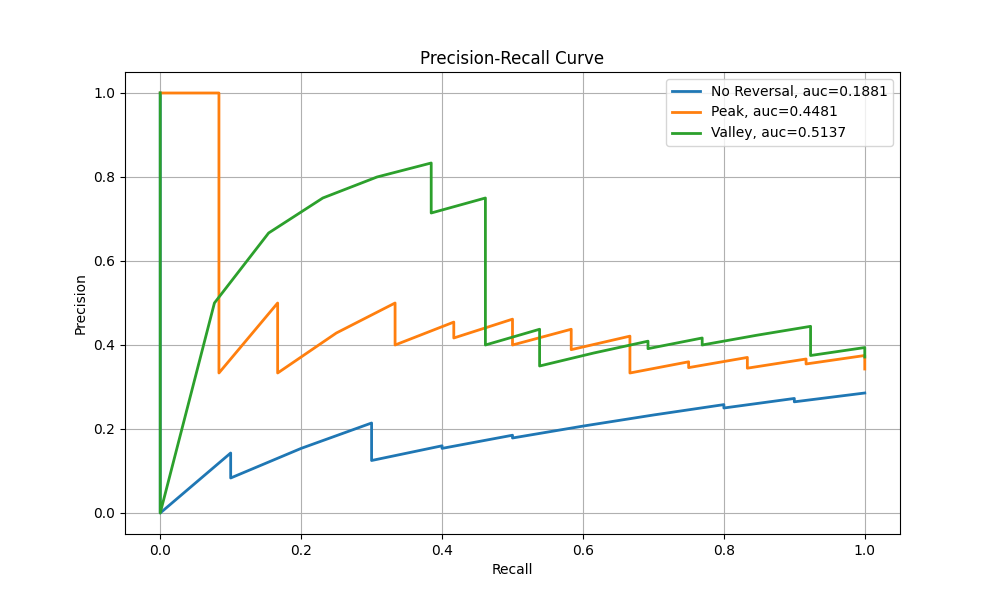 Precision-Recall Curve
No Reversal, auc=0.1881
Peak, auc=0.4481
Valley, auc=0.5137
Precision
1.0
0.8
0.6
0.4
0.2
0.0
0.0 0.2 0.4 0.6 0.8 1.0
Recall